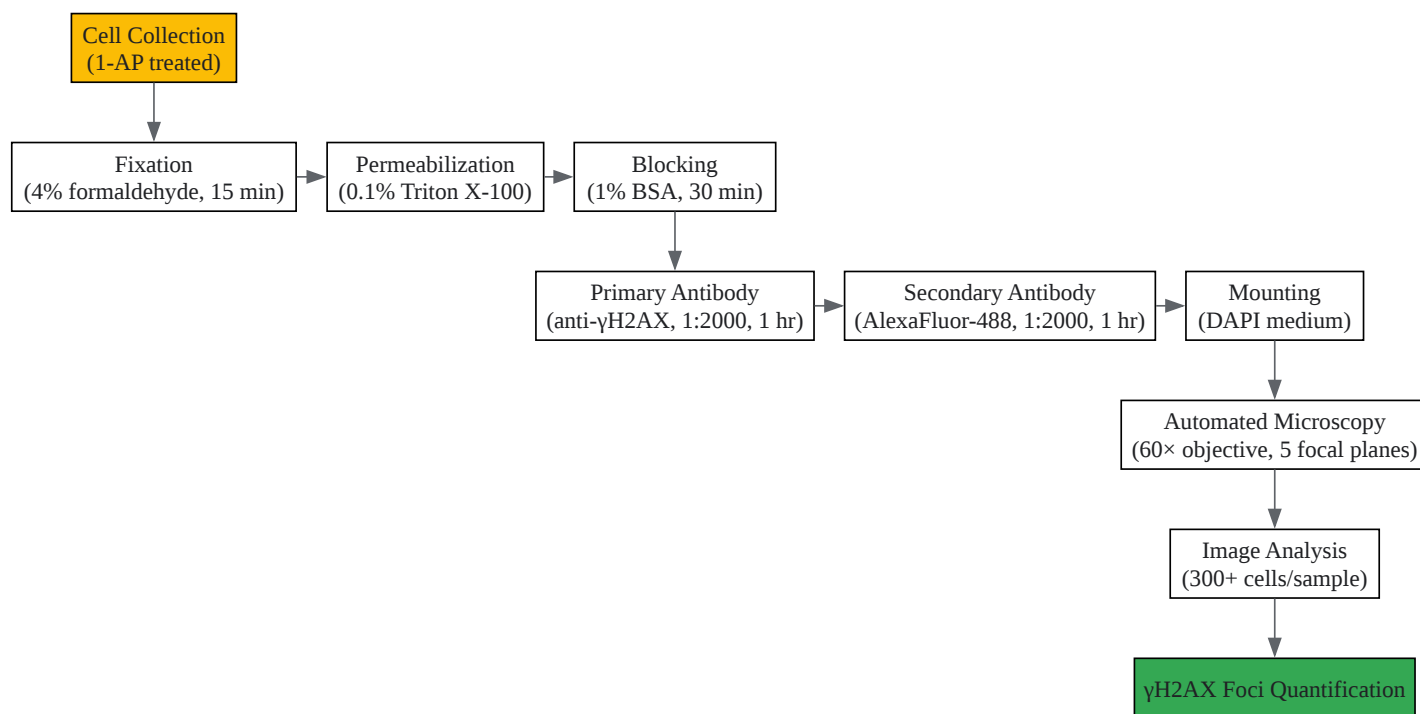 Cell Collection
(1-AP treated)
Fixation
(4% formaldehyde, 15 min)
Permeabilization
(0.1% Triton X-100)
Blocking
(1% BSA, 30 min)
Primary Antibody
(anti-γH2AX, 1:2000, 1 hr)
Secondary Antibody
(AlexaFluor-488, 1:2000, 1 hr)
Mounting
(DAPI medium)
Automated Microscopy
(60× objective, 5 focal planes)
Image Analysis
(300+ cells/sample)
γH2AX Foci Quantification